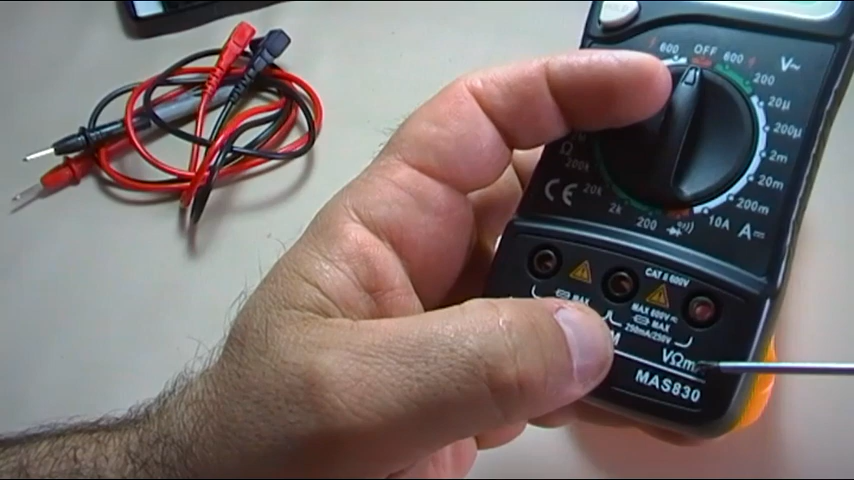 600 OFF 600 V~
200
20µ
200µ
2m
20m
200m
10A A
Ω
200k
20k
2k
200
CE
CAT II 600V
MAX
MAX 600V
MAX
250mA/250V
VΩm
MAS830